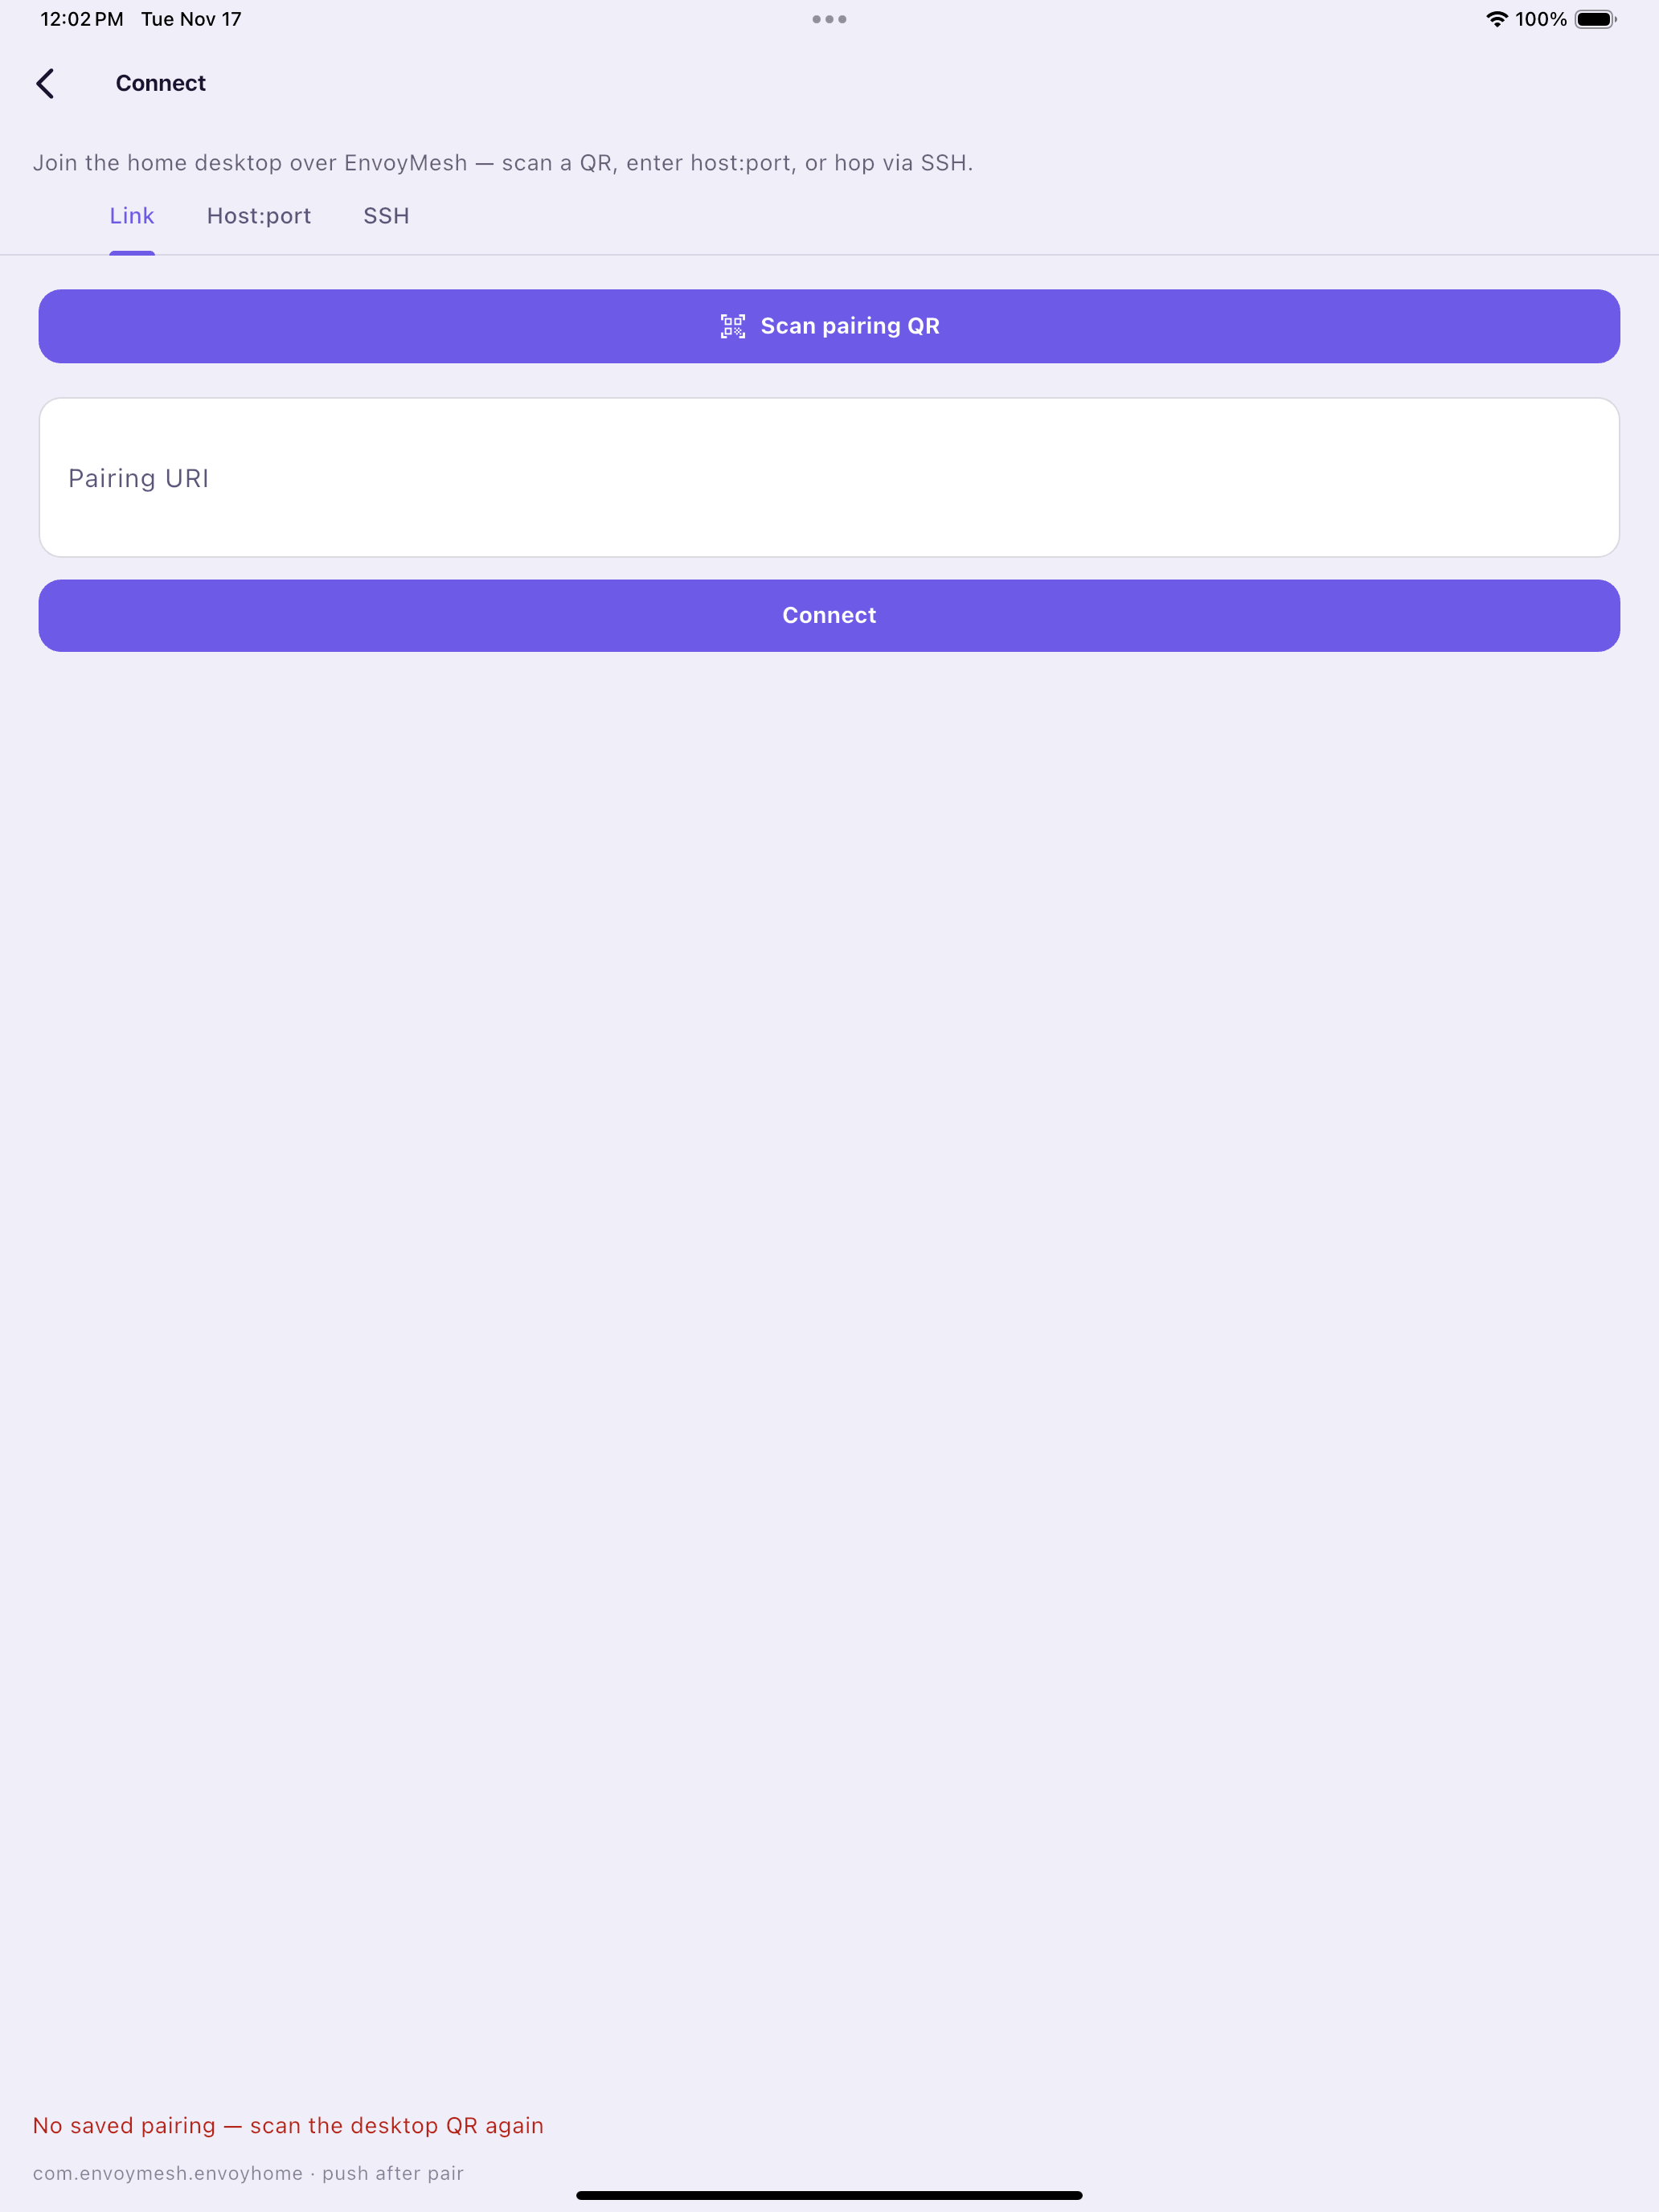 12:02 PM Tue Nov 17
100%
Connect
Join the home desktop over EnvoyMesh — scan a QR, enter host:port, or hop via SSH.
Link
Host:port
SSH
Scan pairing QR
Pairing URI
Connect
No saved pairing — scan the desktop QR again
com.envoymesh.envoyhome · push after pair